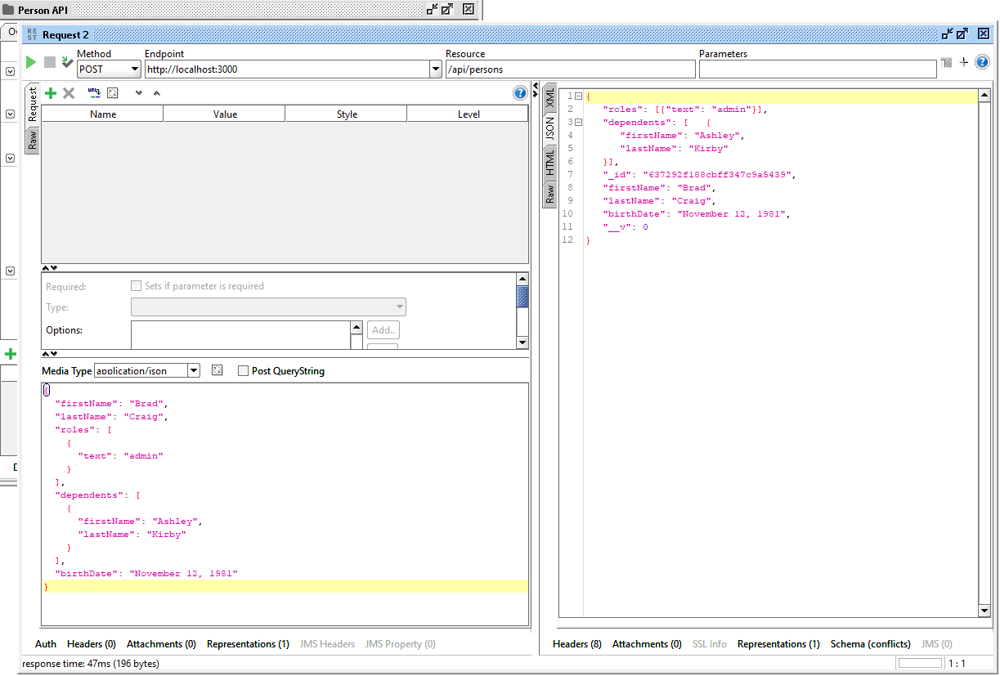 Person API
Ov
REST Request 2
Method
Endpoint
Resource
Parameters
POST
http://localhost:3000
/api/persons
Request
Raw
URL
Name Value Style Level
Required: Sets if parameter is required
Type:
Options:
Add..
Media Type application/json Post QueryString
{
"firstName": "Brad",
"lastName": "Craig",
"roles": [
{
"text": "admin"
}
],
"dependents": [
{
"firstName": "Ashley",
"lastName": "Kirby"
}
],
"birthDate": "November 12, 1981"
}
Auth Headers (0) Attachments (0) Representations (1) JMS Headers JMS Property (0)
XML
JSON
HTML
Raw
1 {
2 "roles": [{"text": "admin"}],
3 "dependents": [ {
4 "firstName": "Ashley",
5 "lastName": "Kirby"
6 }],
7 "_id": "637292f188cbff347c9a5439",
8 "firstName": "Brad",
9 "lastName": "Craig",
10 "birthDate": "November 12, 1981",
11 "__v": 0
12 }
Headers (8) Attachments (0) SSL Info Representations (1) Schema (conflicts) JMS (0)
response time: 47ms (196 bytes)
1 : 1